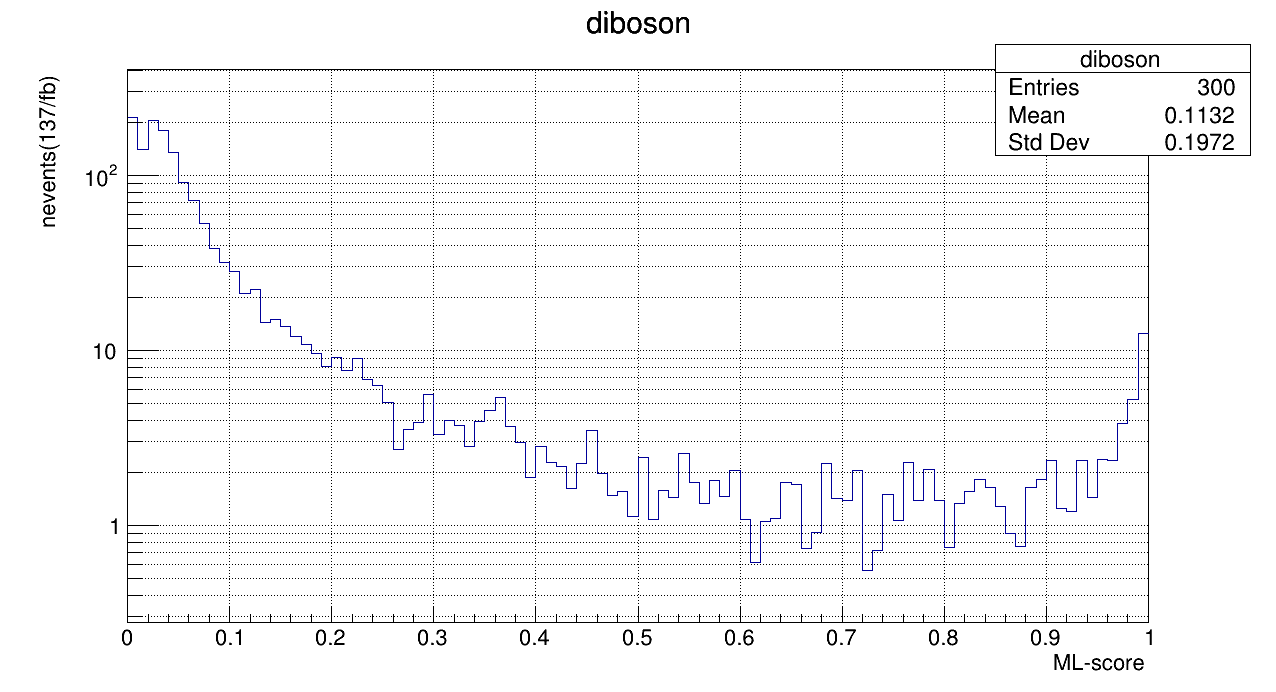 diboson
diboson
Entries 300
Mean 0.1132
Std Dev 0.1972
nevents(137/fb)
10²
10
1
0 0.1 0.2 0.3 0.4 0.5 0.6 0.7 0.8 0.9 1
ML-score